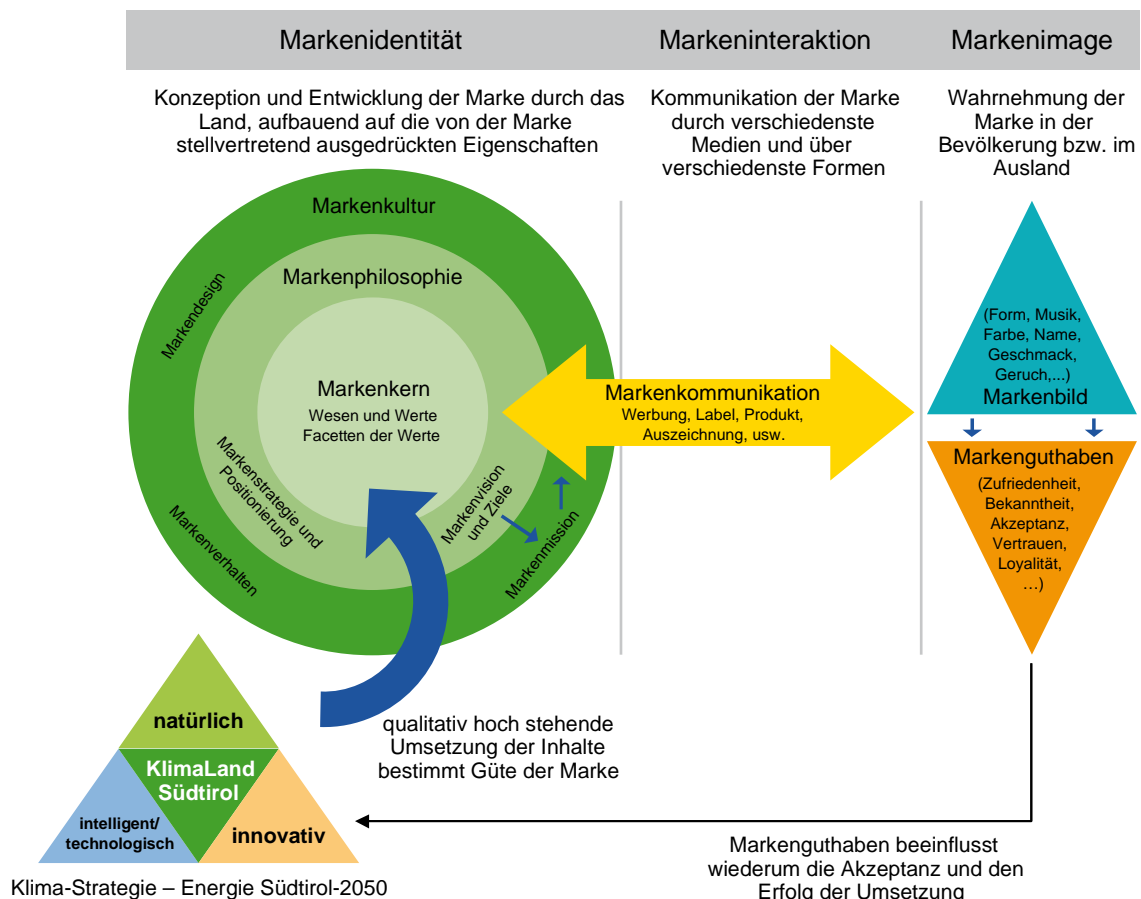 Markenidentität
Markeninteraktion
Markenimage
Konzeption und Entwicklung der Marke durch das
Land, aufbauend auf die von der Marke
stellvertretend ausgedrückten Eigenschaften
Kommunikation der Marke
durch verschiedenste
Medien und über
verschiedenste Formen
Wahrnehmung der
Marke in der
Bevölkerung bzw. im
Ausland
Markenkultur
Markenphilosophie
Markendesign
Markenkern
Wesen und Werte
Facetten der Werte
Markenstrategie und
Positionierung
Markenverhalten
Markenvision
und Ziele
Markenmission
Markenkommunikation
Werbung, Label, Produkt,
Auszeichnung, usw.
(Form, Musik,
Farbe, Name,
Geschmack,
Geruch,...)
Markenbild
Markenguthaben
(Zufriedenheit,
Bekanntheit,
Akzeptanz,
Vertrauen,
Loyalität,
…)
natürlich
KlimaLand
Südtirol
intelligent/
technologisch
innovativ
qualitativ hoch stehende
Umsetzung der Inhalte
bestimmt Güte der Marke
Markenguthaben beeinflusst
wiederum die Akzeptanz und den
Erfolg der Umsetzung
Klima-Strategie – Energie Südtirol-2050